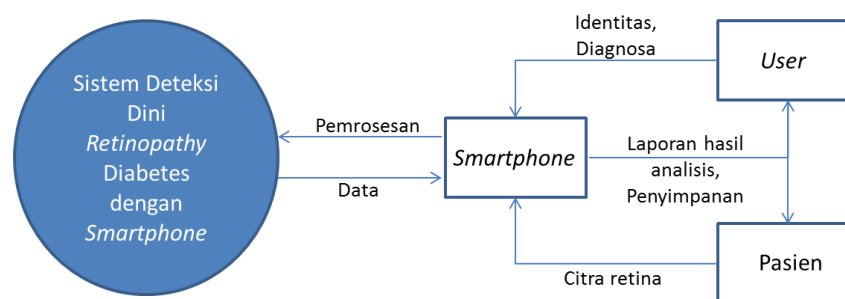 Sistem Deteksi
Dini
Retinopathy
Diabetes
dengan
Smartphone
Pemrosesan
Data
Smartphone
Identitas,
Diagnosa
User
Laporan hasil
analisis,
Penyimpanan
Citra retina
Pasien